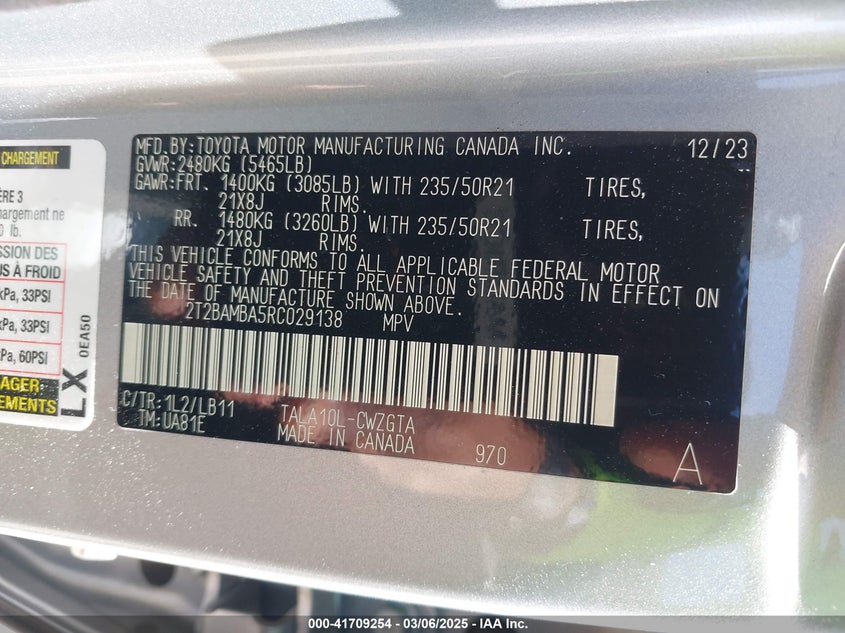 CHARGEMENT
ÈRE 3
chargement ne
0 lb.
SSION DES
US À FROID
kPa, 33PSI
kPa, 33PSI
Pa, 60PSI
AGER
EMENTS
LX 0EA50
MFD.BY:TOYOTA MOTOR MANUFACTURING CANADA INC. 12/23
GVWR:2480KG (5465LB)
GAWR:FRT. 1400KG (3085LB) WITH 235/50R21 TIRES,
21X8J RIMS.
RR. 1480KG (3260LB) WITH 235/50R21 TIRES,
21X8J RIMS.
THIS VEHICLE CONFORMS TO ALL APPLICABLE FEDERAL MOTOR
VEHICLE SAFETY AND THEFT PREVENTION STANDARDS IN EFFECT ON
THE DATE OF MANUFACTURE SHOWN ABOVE.
2T2BAMBA5RC029138 MPV
C/TR:1L2/LB11 TALA10L-CWZGTA
TM:UA81E MADE IN CANADA 970 A
000-41709254 - 03/06/2025 - IAAI Inc.